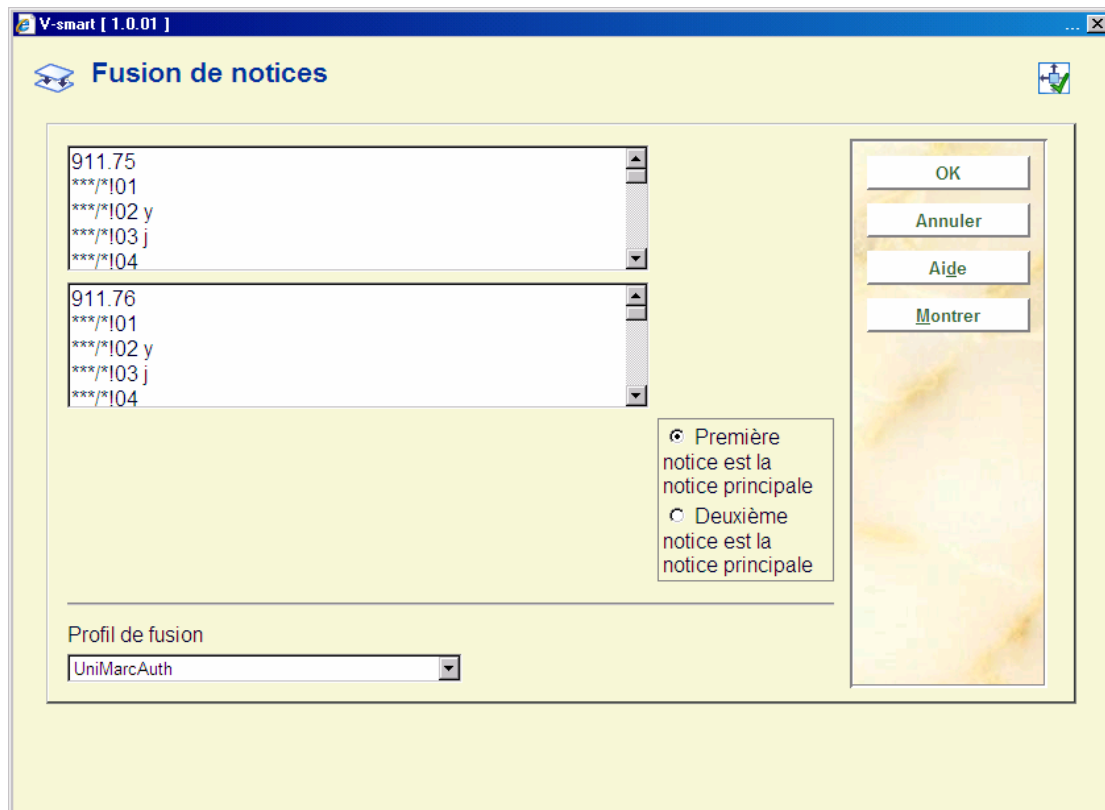 V-smart [ 1.0.01 ] ...
Fusion de notices
911.75
***/*!01
***/*!02 y
***/*!03 j
***/*!04
911.76
***/*!01
***/*!02 y
***/*!03 j
***/*!04
Première
notice est la
notice principale
Deuxième
notice est la
notice principale
Profil de fusion
UniMarcAuth
OK
Annuler
Aide
Montrer